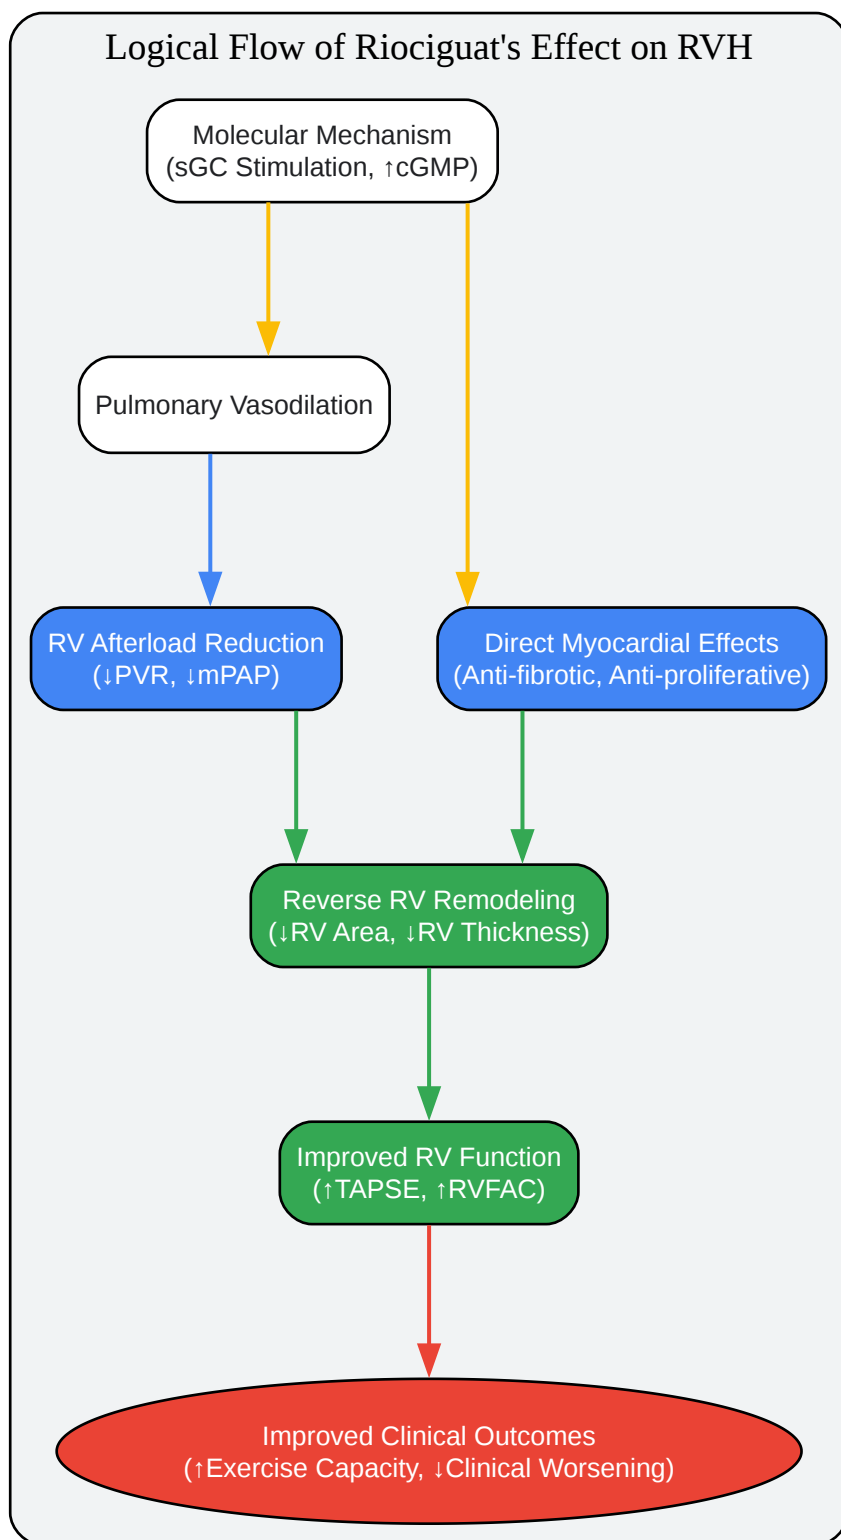 Logical Flow of Riociguat's Effect on RVH
Molecular Mechanism
(sGC Stimulation, ↑cGMP)
Pulmonary Vasodilation
RV Afterload Reduction
(↓PVR, ↓mPAP)
Direct Myocardial Effects
(Anti-fibrotic, Anti-proliferative)
Reverse RV Remodeling
(↓RV Area, ↓RV Thickness)
Improved RV Function
(↑TAPSE, ↑RVFAC)
Improved Clinical Outcomes
(↑Exercise Capacity, ↓Clinical Worsening)